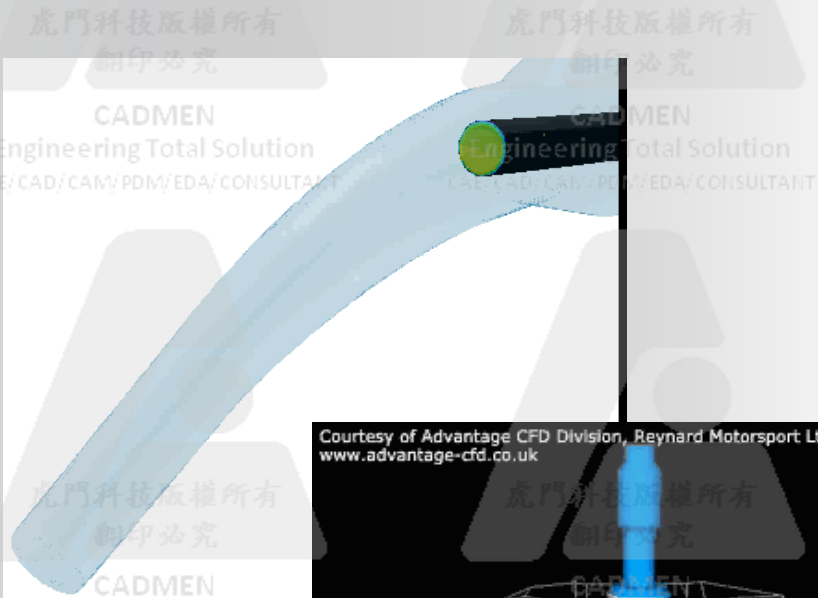 虎門科技版權所有
虎門科技版權所有
翻印必究
翻印必究
CADMEN
CADMEN
Engineering Total Solution
Engineering Total Solution
E/CAD/CAM/PDM/EDA/CONSULTANT
CAE/CAD/CAM/PDM/EDA/CONSULTANT
Courtesy of Advantage CFD Division, Reynard Motorsport Lt
www.advantage-cfd.co.uk
虎門科技版權所有
虎門科技版權所有
翻印必究
翻印必究
CADMEN
CADMEN